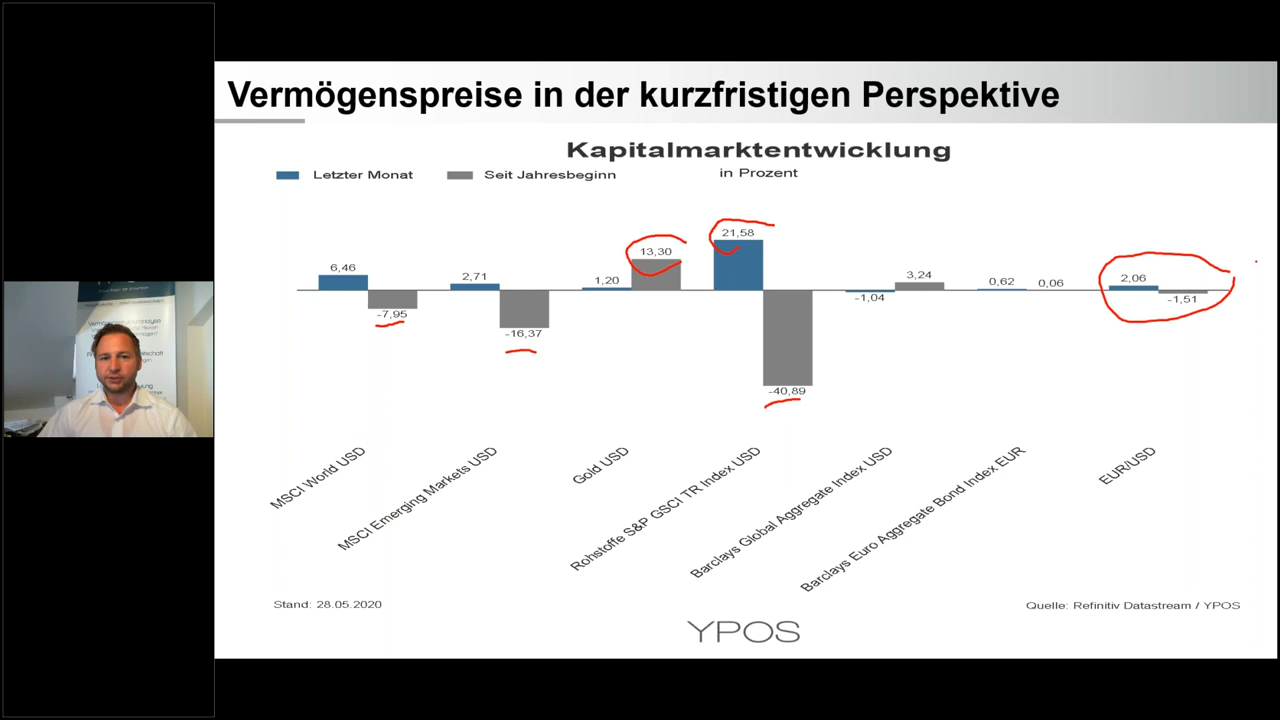 Vermögenspreise in der kurzfristigen Perspektive
Kapitalmarktentwicklung
in Prozent
Letzter Monat
Seit Jahresbeginn
6,46
-7,95
2,71
-16,37
1,20
13,30
21,58
-40,89
-1,04
3,24
0,62
0,06
2,06
-1,51
MSCI World USD
MSCI Emerging Markets USD
Gold USD
Rohstoffe S&P GSCI TR Index USD
Barclays Global Aggregate Index USD
Barclays Euro Aggregate Bond Index EUR
EUR/USD
Stand: 28.05.2020
Quelle: Refinitiv Datastream / YPOS
YPOS